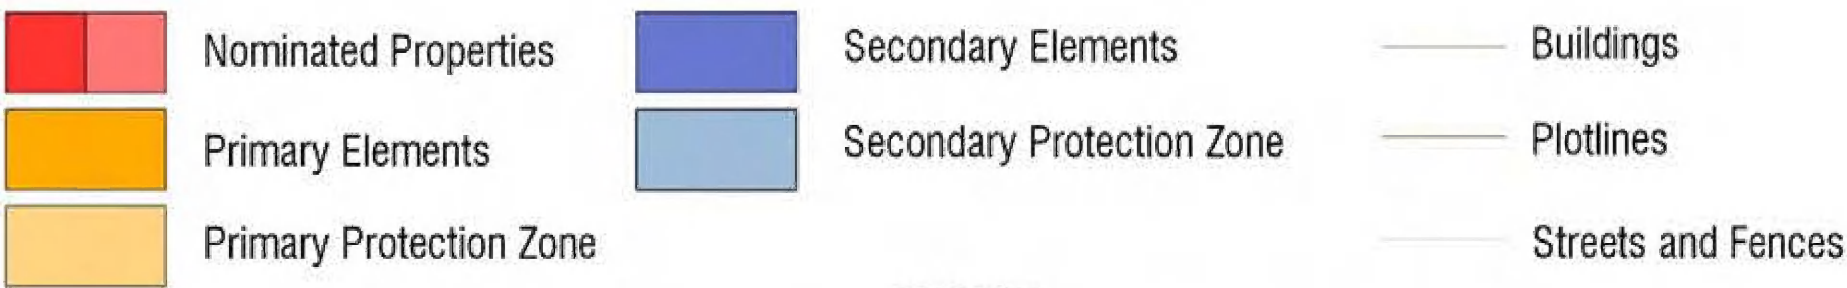 Nominated Properties
Primary Elements
Primary Protection Zone
Secondary Elements
Secondary Protection Zone
Buildings
Plotlines
Streets and Fences